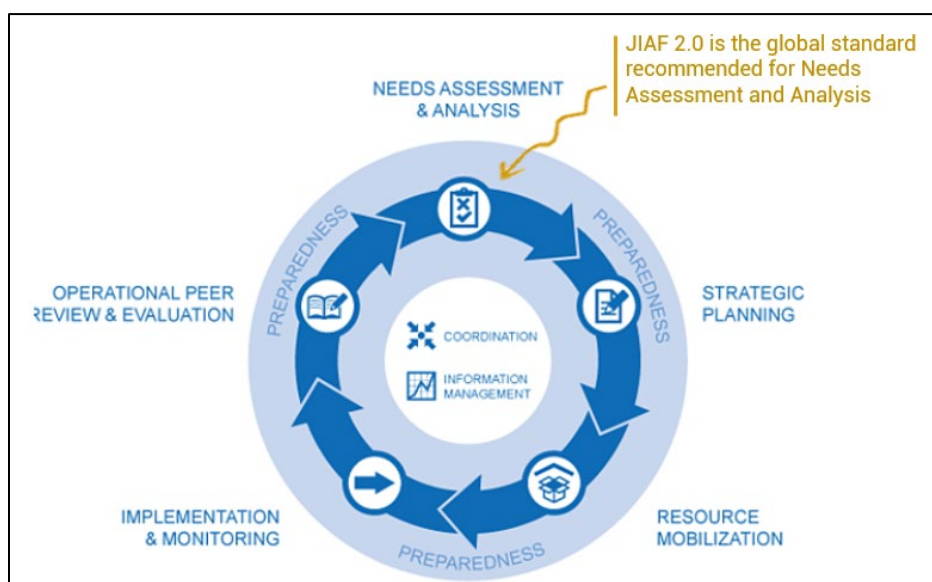 JIAF 2.0 is the global standard
recommended for Needs
Assessment and Analysis
NEEDS ASSESSMENT
& ANALYSIS
PREPAREDNESS
PREPAREDNESS
OPERATIONAL PEER
REVIEW & EVALUATION
STRATEGIC
PLANNING
COORDINATION
INFORMATION
MANAGEMENT
IMPLEMENTATION
& MONITORING
RESOURCE
MOBILIZATION
PREPAREDNESS